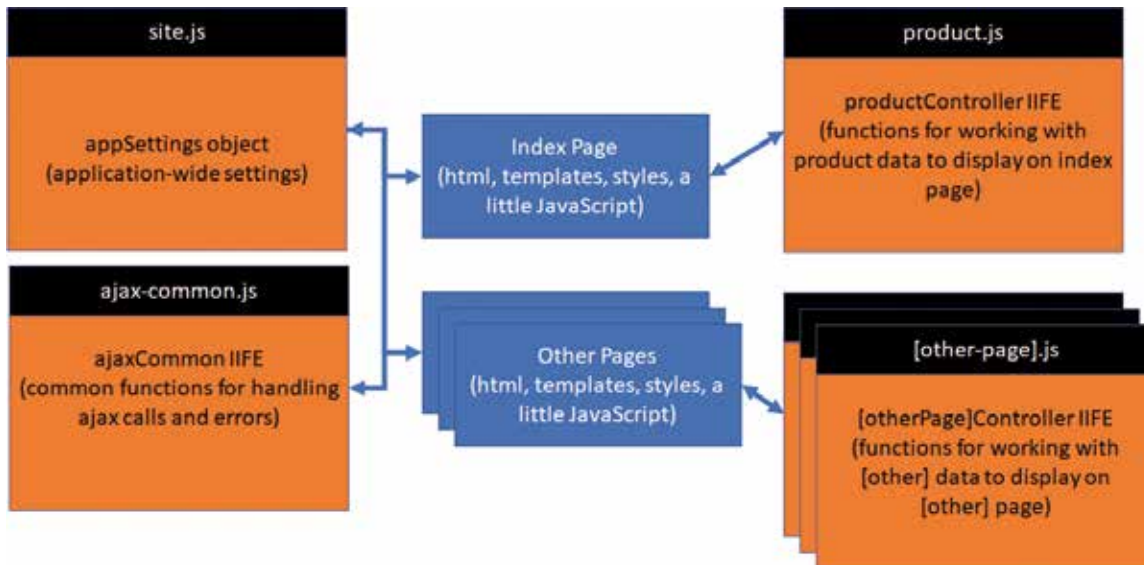 site.js
appSettings object
(application-wide settings)
ajax-common.js
ajaxCommon IIFE
(common functions for handling
ajax calls and errors)
Index Page
(html, templates, styles, a
little JavaScript)
Other Pages
(html, templates, styles, a
little JavaScript)
product.js
productController IIFE
(functions for working with
product data to display on index
page)
[other-page].js
[otherPage]Controller IIFE
(functions for working with
[other] data to display on
[other] page)